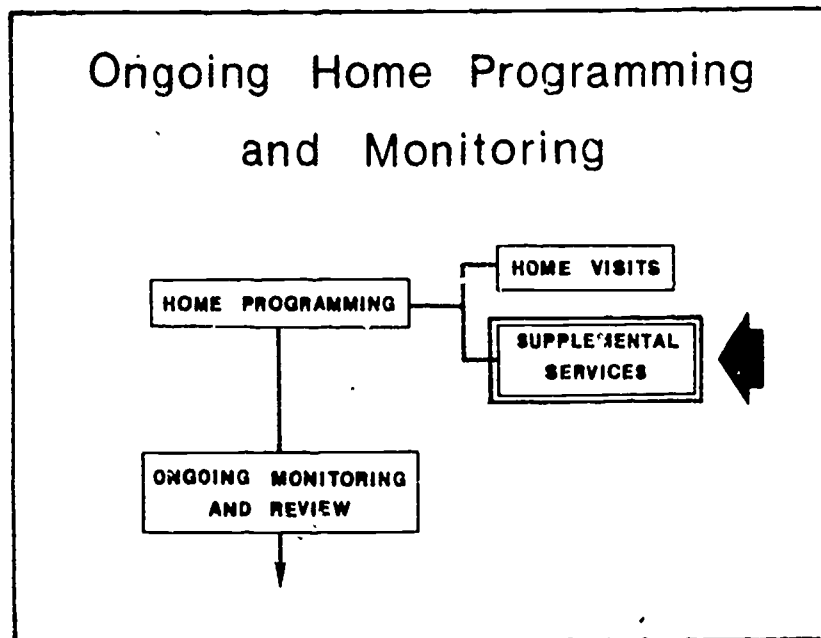 Ongoing Home Programming
and Monitoring
HOME VISITS
HOME PROGRAMMING
SUPPLEMENTAL
SERVICES
ONGOING MONITORING
AND REVIEW